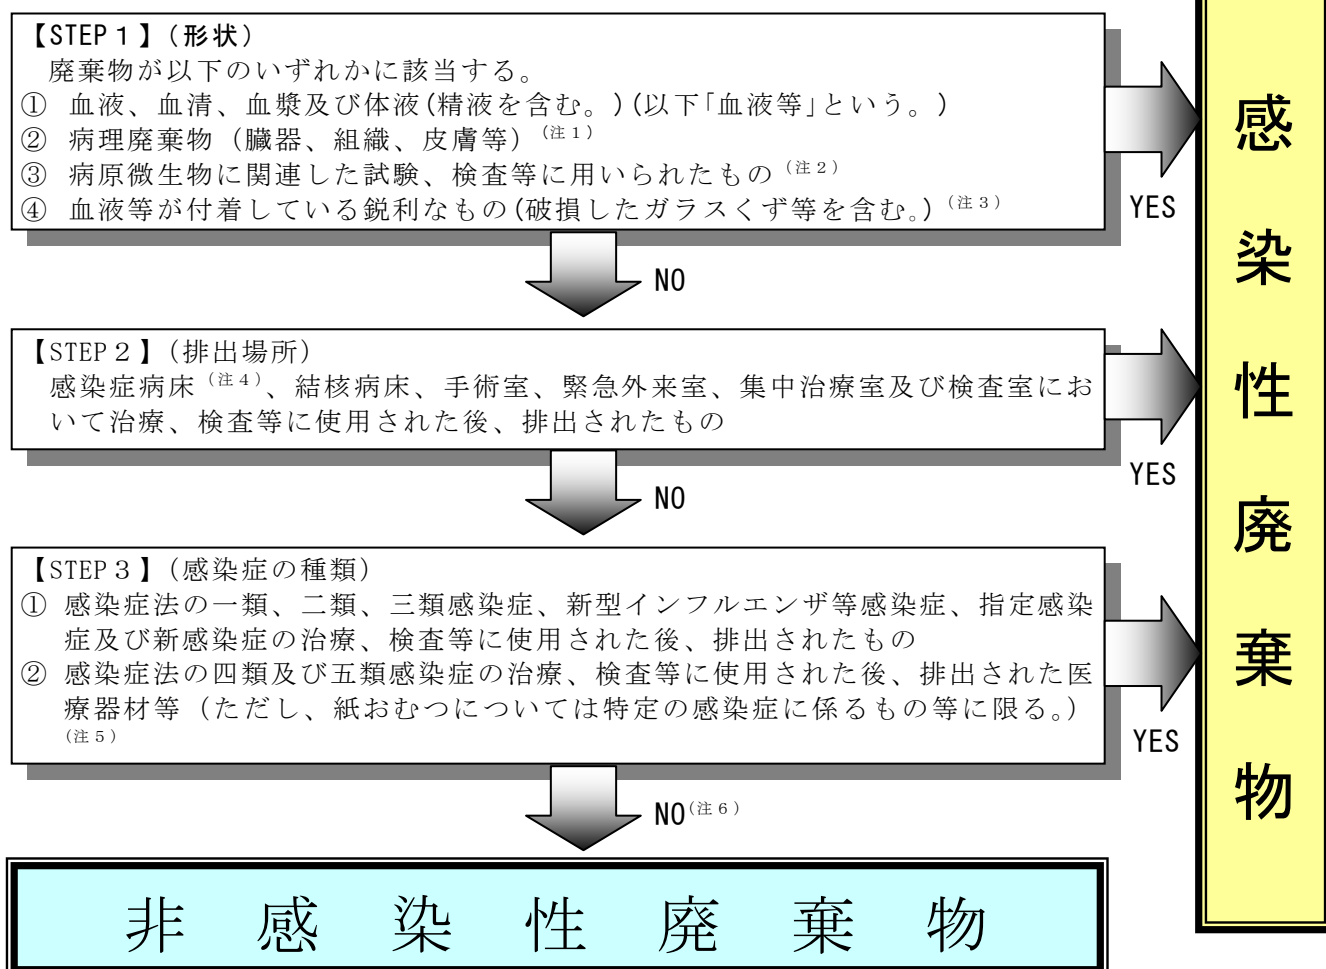 【STEP１】(形状)
廃棄物が以下のいずれかに該当する。
① 血液、血清、血漿及び体液(精液を含む。)(以下「血液等」という。)
② 病理廃棄物（臓器、組織、皮膚等）(注１)
③ 病原微生物に関連した試験、検査等に用いられたもの(注２)
④ 血液等が付着している鋭利なもの(破損したガラスくず等を含む。)(注３)
YES
NO
【STEP２】(排出場所)
感染症病床(注４)、結核病床、手術室、緊急外来室、集中治療室及び検査室にお
いて治療、検査等に使用された後、排出されたもの
YES
NO
【STEP３】(感染症の種類)
① 感染症法の一類、二類、三類感染症、新型インフルエンザ等感染症、指定感染
症及び新感染症の治療、検査等に使用された後、排出されたもの
② 感染症法の四類及び五類感染症の治療、検査等に使用された後、排出された医
療器材等（ただし、紙おむつについては特定の感染症に係るもの等に限る。）
(注５)
YES
NO(注６)
非感染性廃棄物
感染性廃棄物